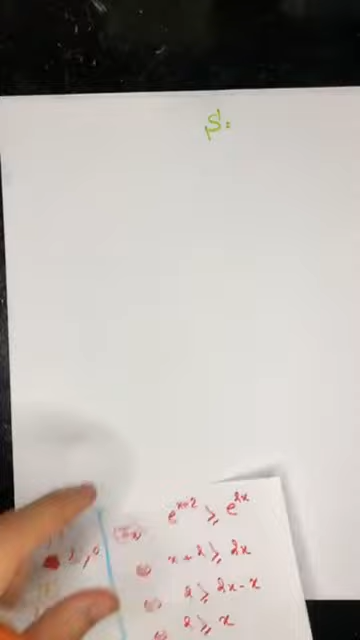 S:
e^{x+2} ⩾ e^{2x}
x + 2 ⩾ 2x
2 ⩾ 2x - x
2 ⩾ x